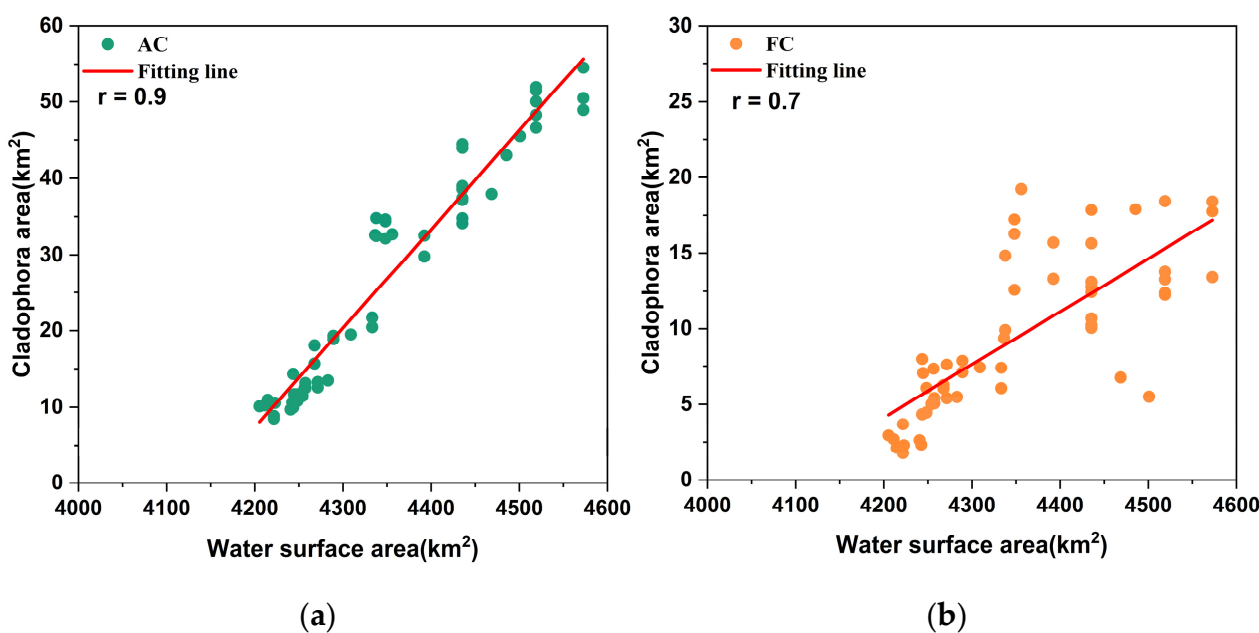 AC
Fitting line
r = 0.9
Cladophora area(km²)
60
50
40
30
20
10
0
4000 4100 4200 4300 4400 4500 4600
Water surface area(km²)
(a)
FC
Fitting line
r = 0.7
Cladophora area(km²)
30
25
20
15
10
5
0
4000 4100 4200 4300 4400 4500 4600
Water surface area(km²)
(b)